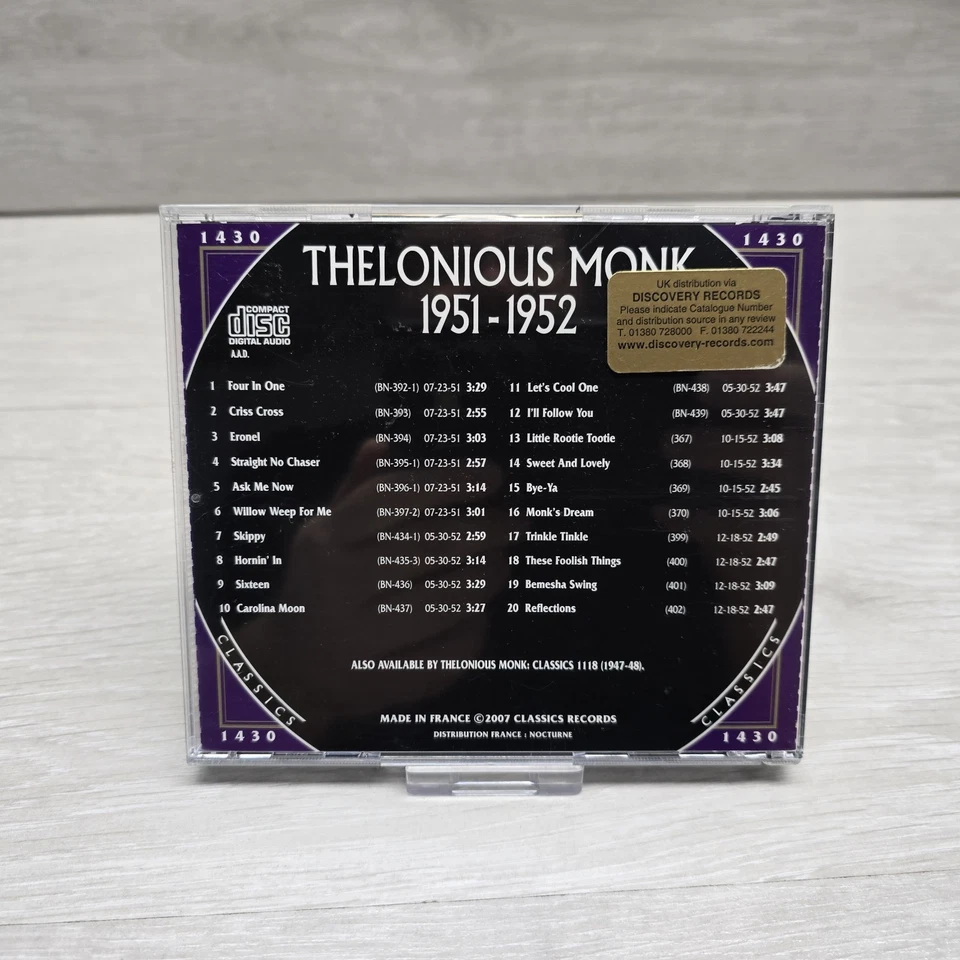 1430
1430
THELONIOUS MONK
1951-1952
UK distribution via
DISCOVERY RECORDS
Please indicate Catalogue Number
and distribution source in any review
T. 01380 728000 F. 01380 722244
www.discovery-records.com
COMPACT
disc
DIGITAL AUDIO
A.A.D.
1 Four In One (BN-392-1) 07-23-51 3:29
2 Criss Cross (BN-393) 07-23-51 2:55
3 Eronel (BN-394) 07-23-51 3:03
4 Straight No Chaser (BN-395-1) 07-23-51 2:57
5 Ask Me Now (BN-396-1) 07-23-51 3:14
6 Willow Weep For Me (BN-397-2) 07-23-51 3:01
7 Skippy (BN-434-1) 05-30-52 2:59
8 Hornin' In (BN-435-3) 05-30-52 3:14
9 Sixteen (BN-436) 05-30-52 3:29
10 Carolina Moon (BN-437) 05-30-52 3:27
11 Let's Cool One (BN-438) 05-30-52 3:47
12 I'll Follow You (BN-439) 05-30-52 3:47
13 Little Rootie Tootie (367) 10-15-52 3:08
14 Sweet And Lovely (368) 10-15-52 3:34
15 Bye-Ya (369) 10-15-52 2:45
16 Monk's Dream (370) 10-15-52 3:06
17 Trinkle Tinkle (399) 12-18-52 2:49
18 These Foolish Things (400) 12-18-52 2:47
19 Bemesha Swing (401) 12-18-52 3:09
20 Reflections (402) 12-18-52 2:47
ALSO AVAILABLE BY THELONIOUS MONK: CLASSICS 1118 (1947-48).
CLASSICS
CLASSICS
MADE IN FRANCE ©2007 CLASSICS RECORDS
DISTRIBUTION FRANCE : NOCTURNE
1430
1430